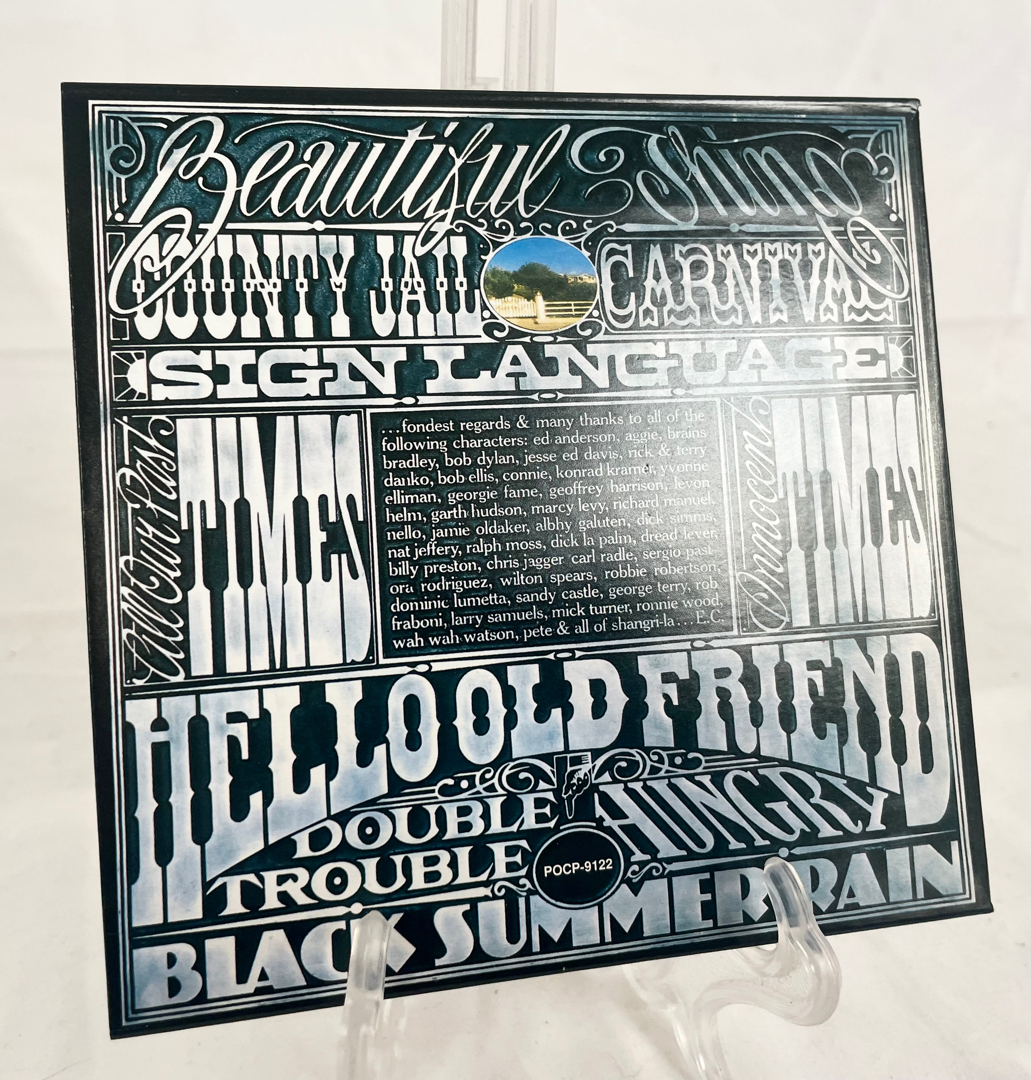 Beautiful Thing
COUNTY JAIL
CARNIVAL
SIGN LANGUAGE
All Our Past
TIMES
...fondest regards & many thanks to all of the
following characters: ed anderson, aggie, brains
bradley, bob dylan, jesse ed davis, rick & terry
danko, bob ellis, connie, konrad kramer, yvonne
elliman, georgie fame, geoffrey harrison, levon
helm, garth hudson, marcy levy, richard manuel,
nello, jamie oldaker, albhy galuten, dick simms,
nat jeffery, ralph moss, dick la palm, dread lever,
billy preston, chris jagger carl radle, sergio past
ora rodriguez, wilton spears, robbie robertson,
dominic lumetta, sandy castle, george terry, rob
fraboni, larry samuels, mick turner, ronnie wood,
wah wah watson, pete & all of shangri-la...E.C.
Innocent
TIMES
HELLO OLD FRIEND
DOUBLE
TROUBLE
HUNGRY
POCP-9122
BLACK SUMMER RAIN